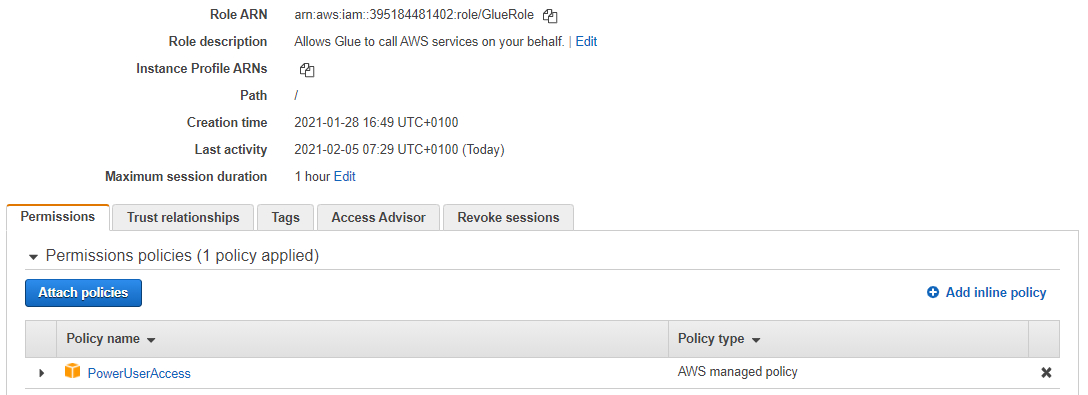 Role ARN arn:aws:iam::395184481402:role/GlueRole
Role description Allows Glue to call AWS services on your behalf. | Edit
Instance Profile ARNs
Path /
Creation time 2021-01-28 16:49 UTC+0100
Last activity 2021-02-05 07:29 UTC+0100 (Today)
Maximum session duration 1 hour Edit
Permissions Trust relationships Tags Access Advisor Revoke sessions
Permissions policies (1 policy applied)
Attach policies Add inline policy
Policy name Policy type
PowerUserAccess AWS managed policy